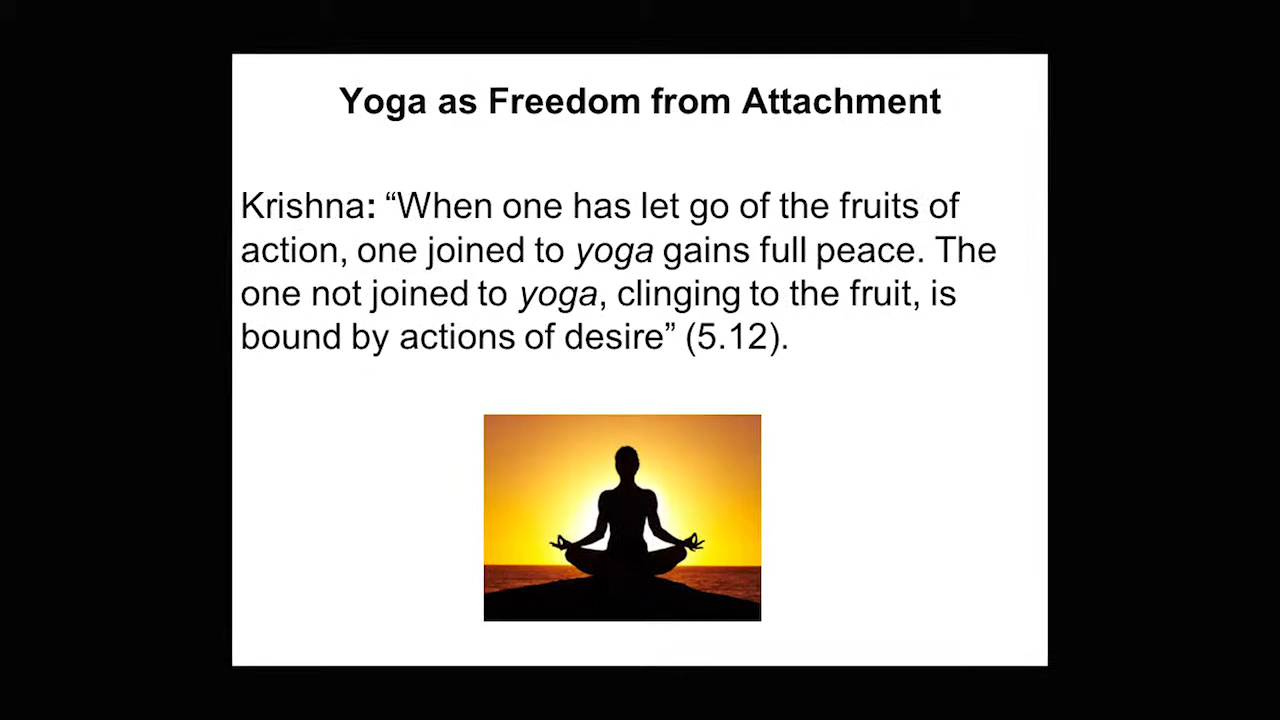 Yoga as Freedom from Attachment
Krishna: “When one has let go of the fruits of
action, one joined to yoga gains full peace. The
one not joined to yoga, clinging to the fruit, is
bound by actions of desire” (5.12).